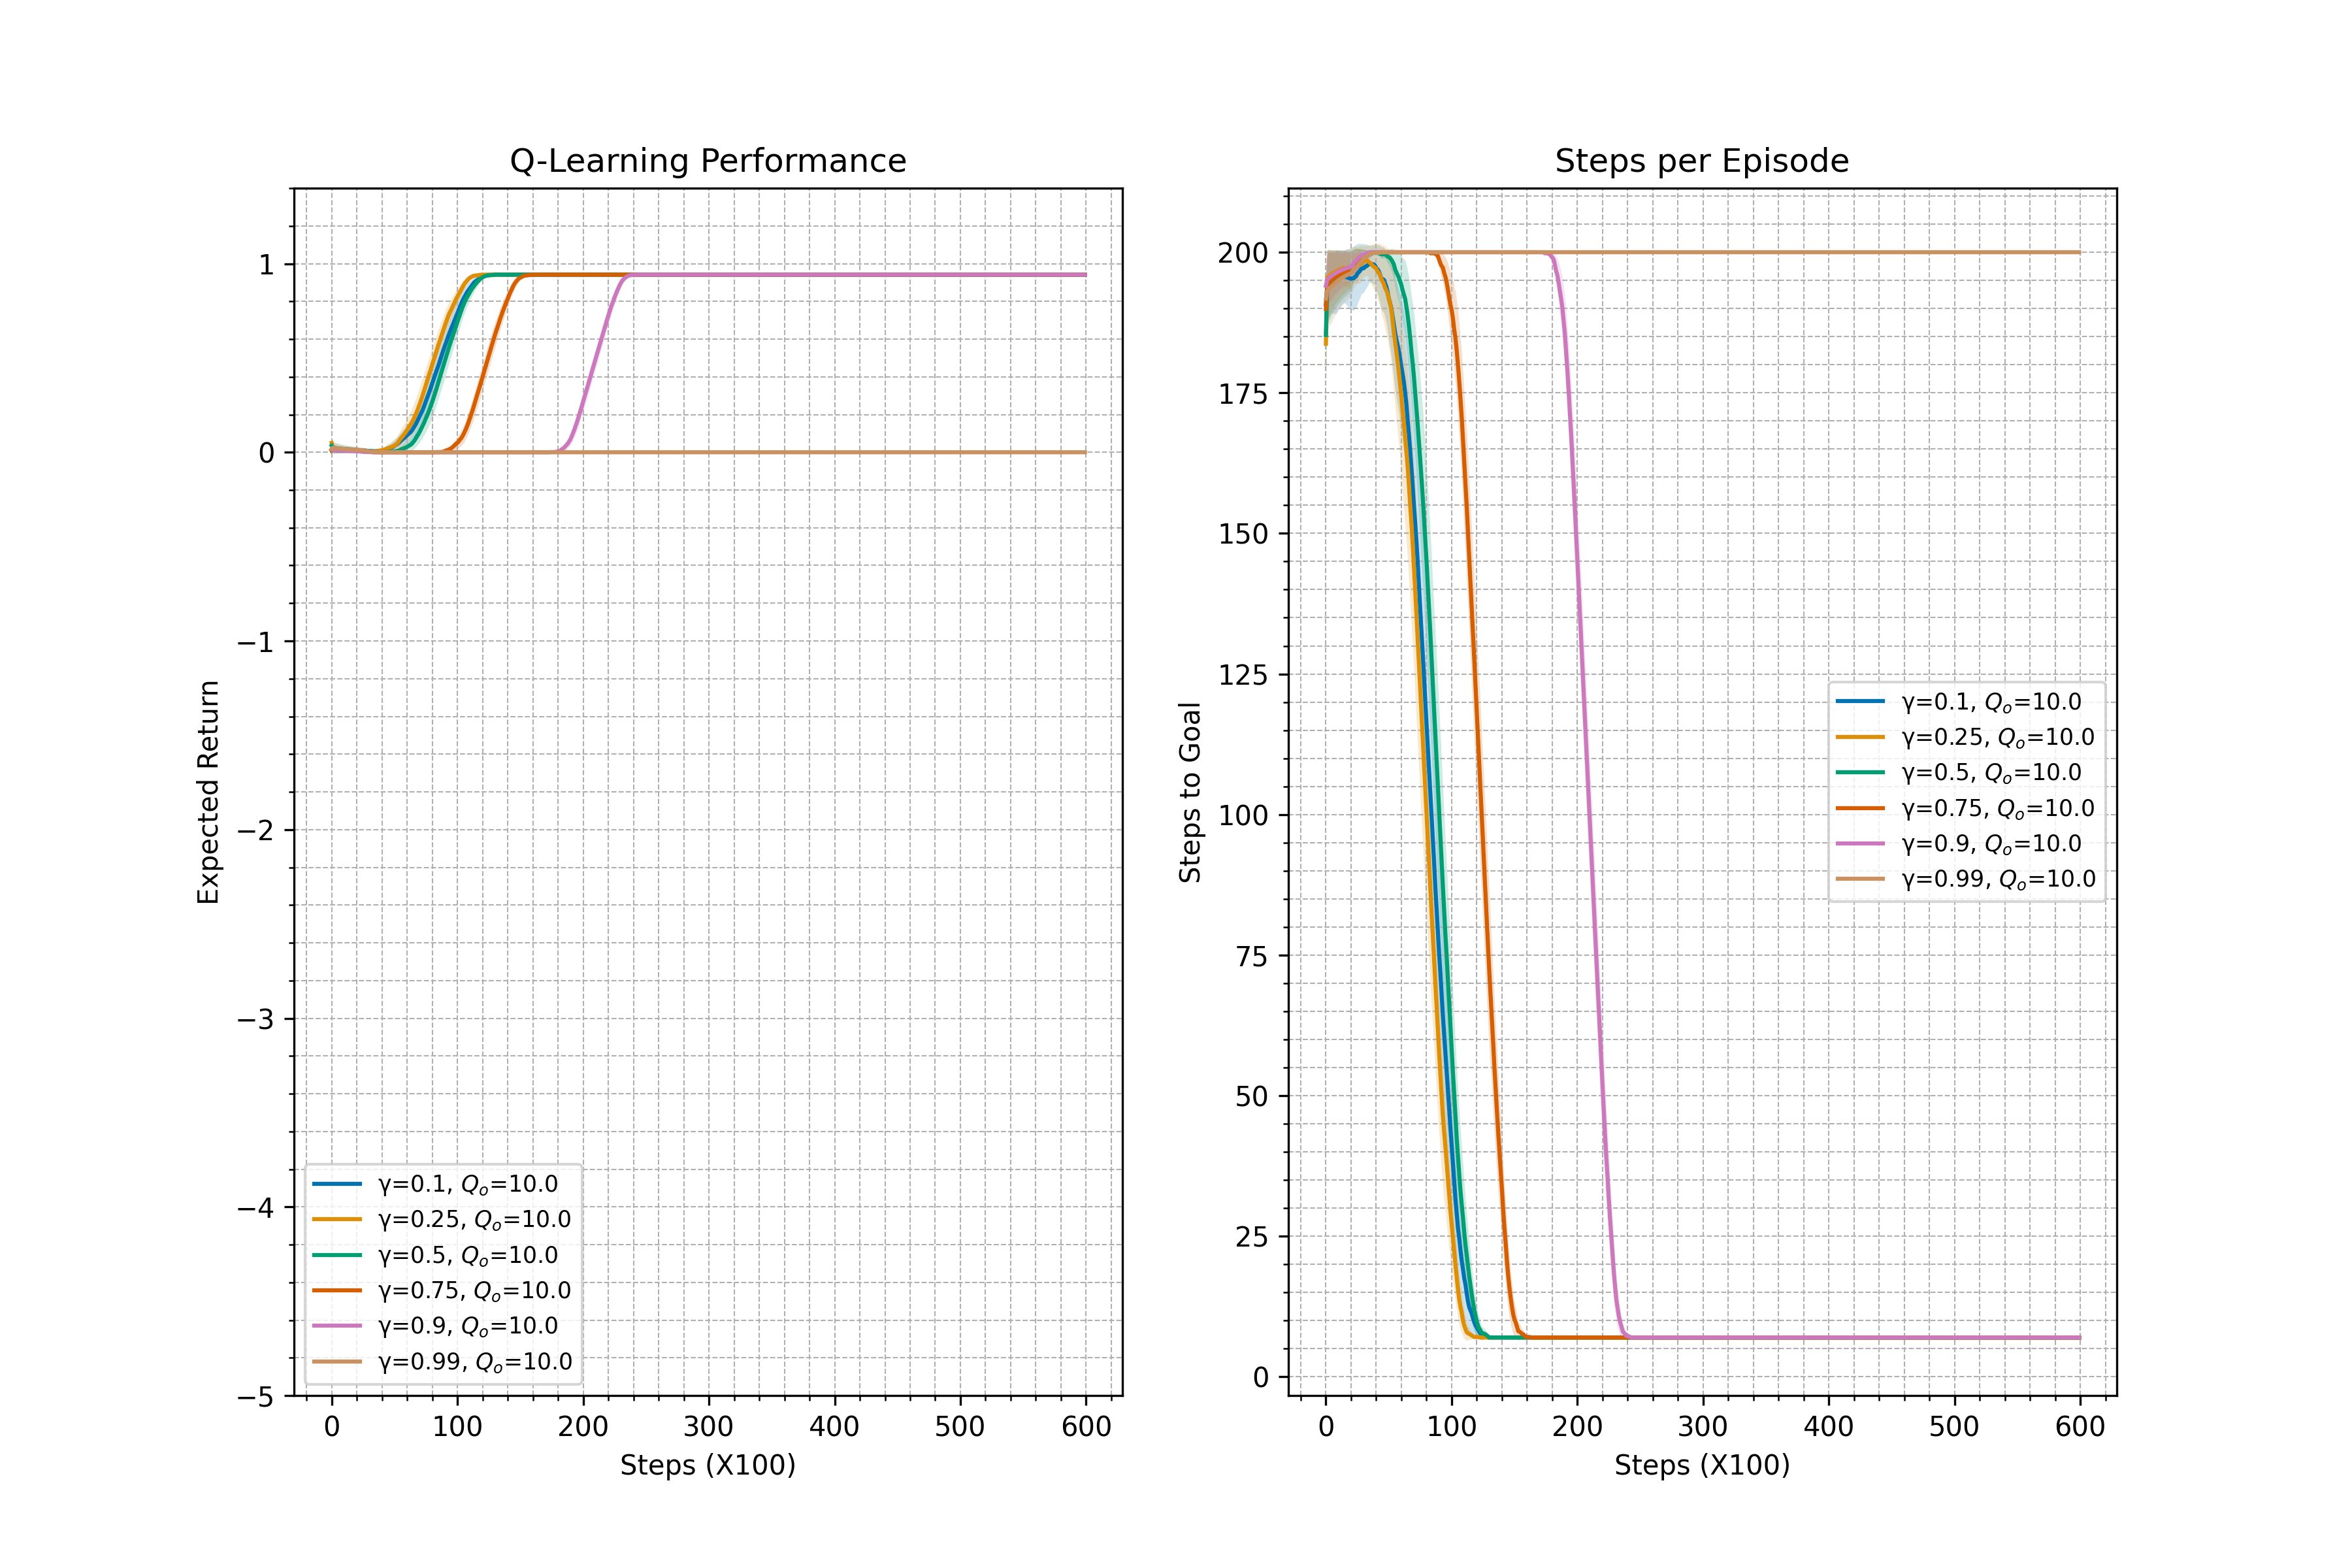 Q-Learning Performance
Expected Return
1
0
−1
−2
−3
−4
−5
0 100 200 300 400 500 600
Steps (X100)
γ=0.1, Qₒ=10.0
γ=0.25, Qₒ=10.0
γ=0.5, Qₒ=10.0
γ=0.75, Qₒ=10.0
γ=0.9, Qₒ=10.0
γ=0.99, Qₒ=10.0
Steps per Episode
Steps to Goal
200
175
150
125
100
75
50
25
0
0 100 200 300 400 500 600
Steps (X100)
γ=0.1, Qₒ=10.0
γ=0.25, Qₒ=10.0
γ=0.5, Qₒ=10.0
γ=0.75, Qₒ=10.0
γ=0.9, Qₒ=10.0
γ=0.99, Qₒ=10.0